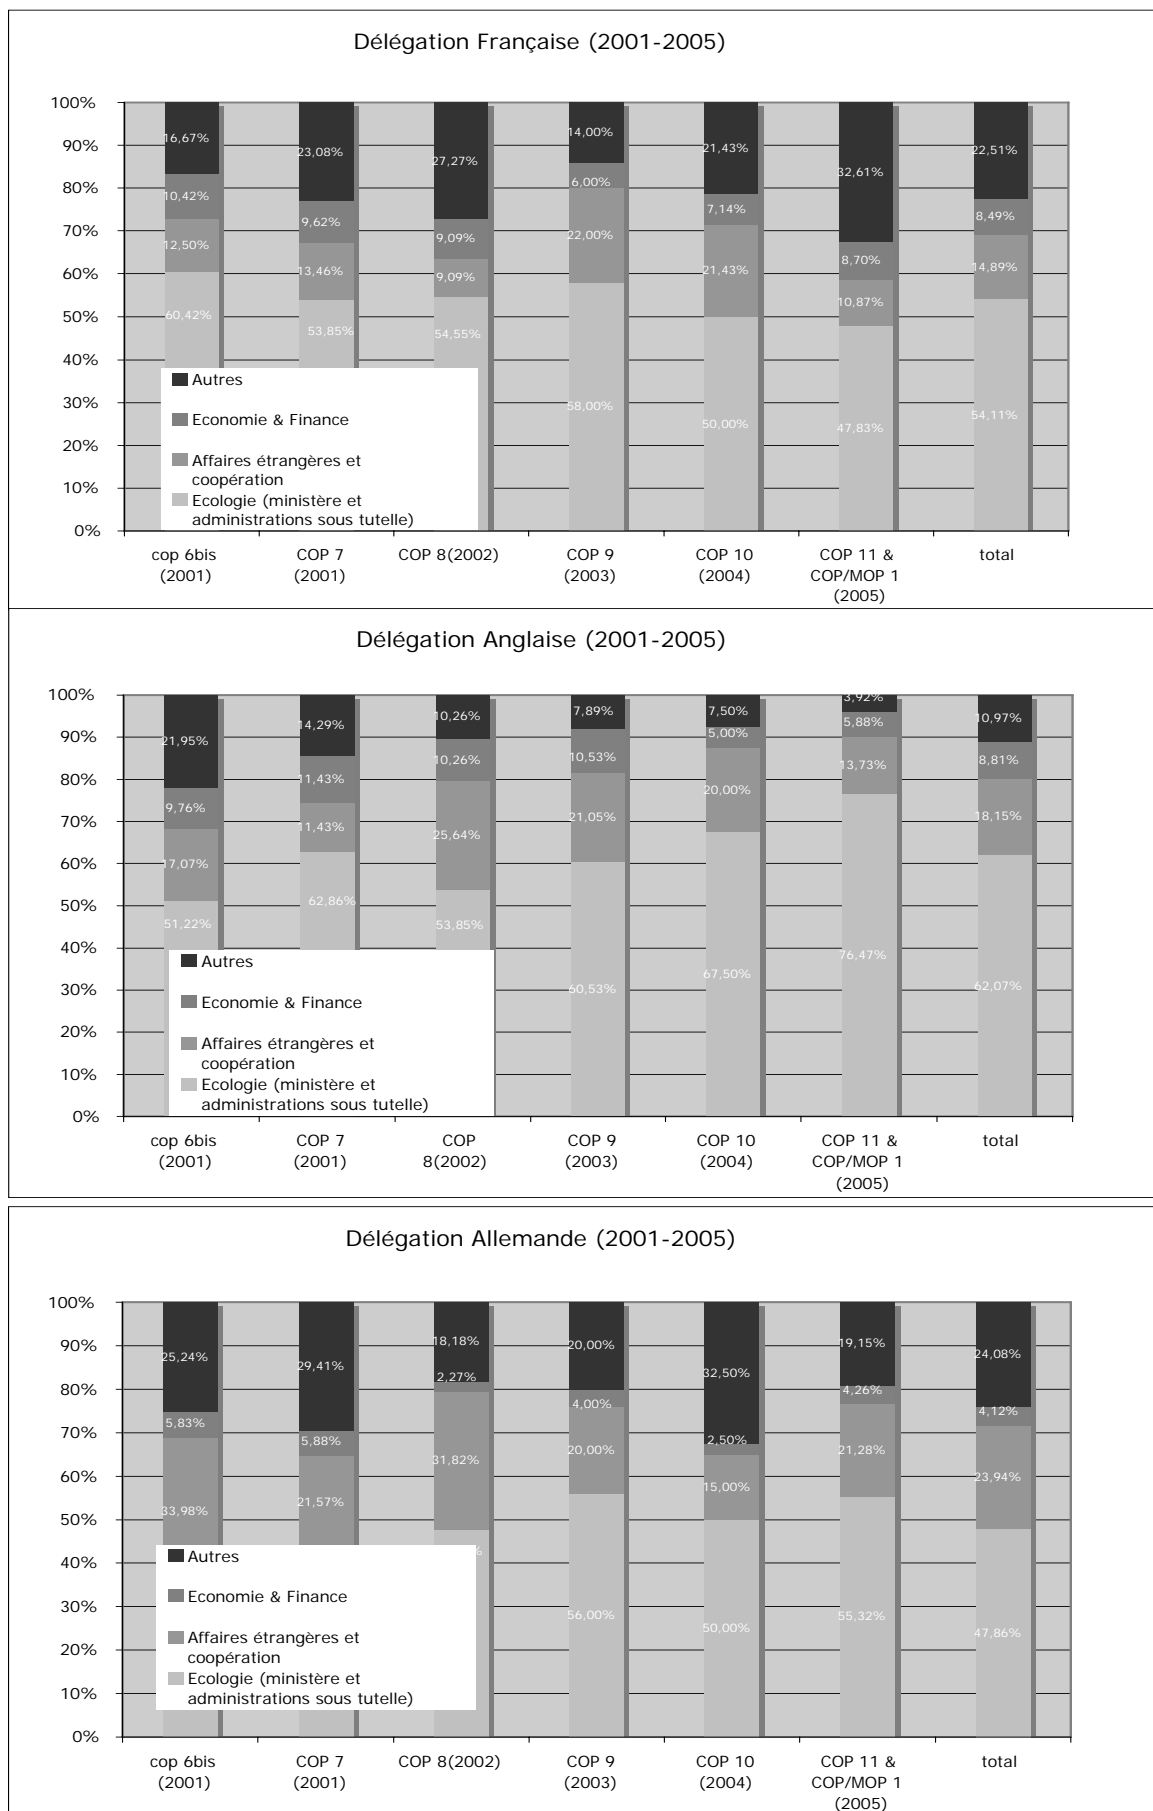 Délégation Française (2001-2005)
100%
90%
80%
70%
60%
50%
40%
30%
20%
10%
0%
16,67%
23,08%
27,27%
14,00%
21,43%
32,61%
22,51%
10,42%
9,62%
9,09%
6,00%
7,14%
8,70%
8,49%
12,50%
13,46%
9,09%
22,00%
21,43%
10,87%
14,89%
60,42%
53,85%
54,55%
58,00%
50,00%
47,83%
54,11%
Autres
Economie & Finance
Affaires étrangères et
coopération
Ecologie (ministère et
administrations sous tutelle)
cop 6bis
(2001)
COP 7
(2001)
COP 8(2002)
COP 9
(2003)
COP 10
(2004)
COP 11 &
COP/MOP 1
(2005)
total
Délégation Anglaise (2001-2005)
100%
90%
80%
70%
60%
50%
40%
30%
20%
10%
0%
21,95%
14,29%
10,26%
7,89%
7,50%
3,92%
10,97%
9,76%
11,43%
10,26%
10,53%
5,00%
5,88%
8,81%
17,07%
11,43%
25,64%
21,05%
20,00%
13,73%
18,15%
51,22%
62,86%
53,85%
60,53%
67,50%
76,47%
62,07%
Autres
Economie & Finance
Affaires étrangères et
coopération
Ecologie (ministère et
administrations sous tutelle)
cop 6bis
(2001)
COP 7
(2001)
COP
8(2002)
COP 9
(2003)
COP 10
(2004)
COP 11 &
COP/MOP 1
(2005)
total
Délégation Allemande (2001-2005)
100%
90%
80%
70%
60%
50%
40%
30%
20%
10%
0%
25,24%
29,41%
18,18%
20,00%
32,50%
19,15%
24,08%
5,83%
5,88%
2,27%
4,00%
2,50%
4,26%
4,12%
33,98%
21,57%
31,82%
20,00%
15,00%
21,28%
23,94%
56,00%
50,00%
55,32%
47,86%
Autres
Economie & Finance
Affaires étrangères et
coopération
Ecologie (ministère et
administrations sous tutelle)
cop 6bis
(2001)
COP 7
(2001)
COP 8(2002)
COP 9
(2003)
COP 10
(2004)
COP 11 &
COP/MOP 1
(2005)
total